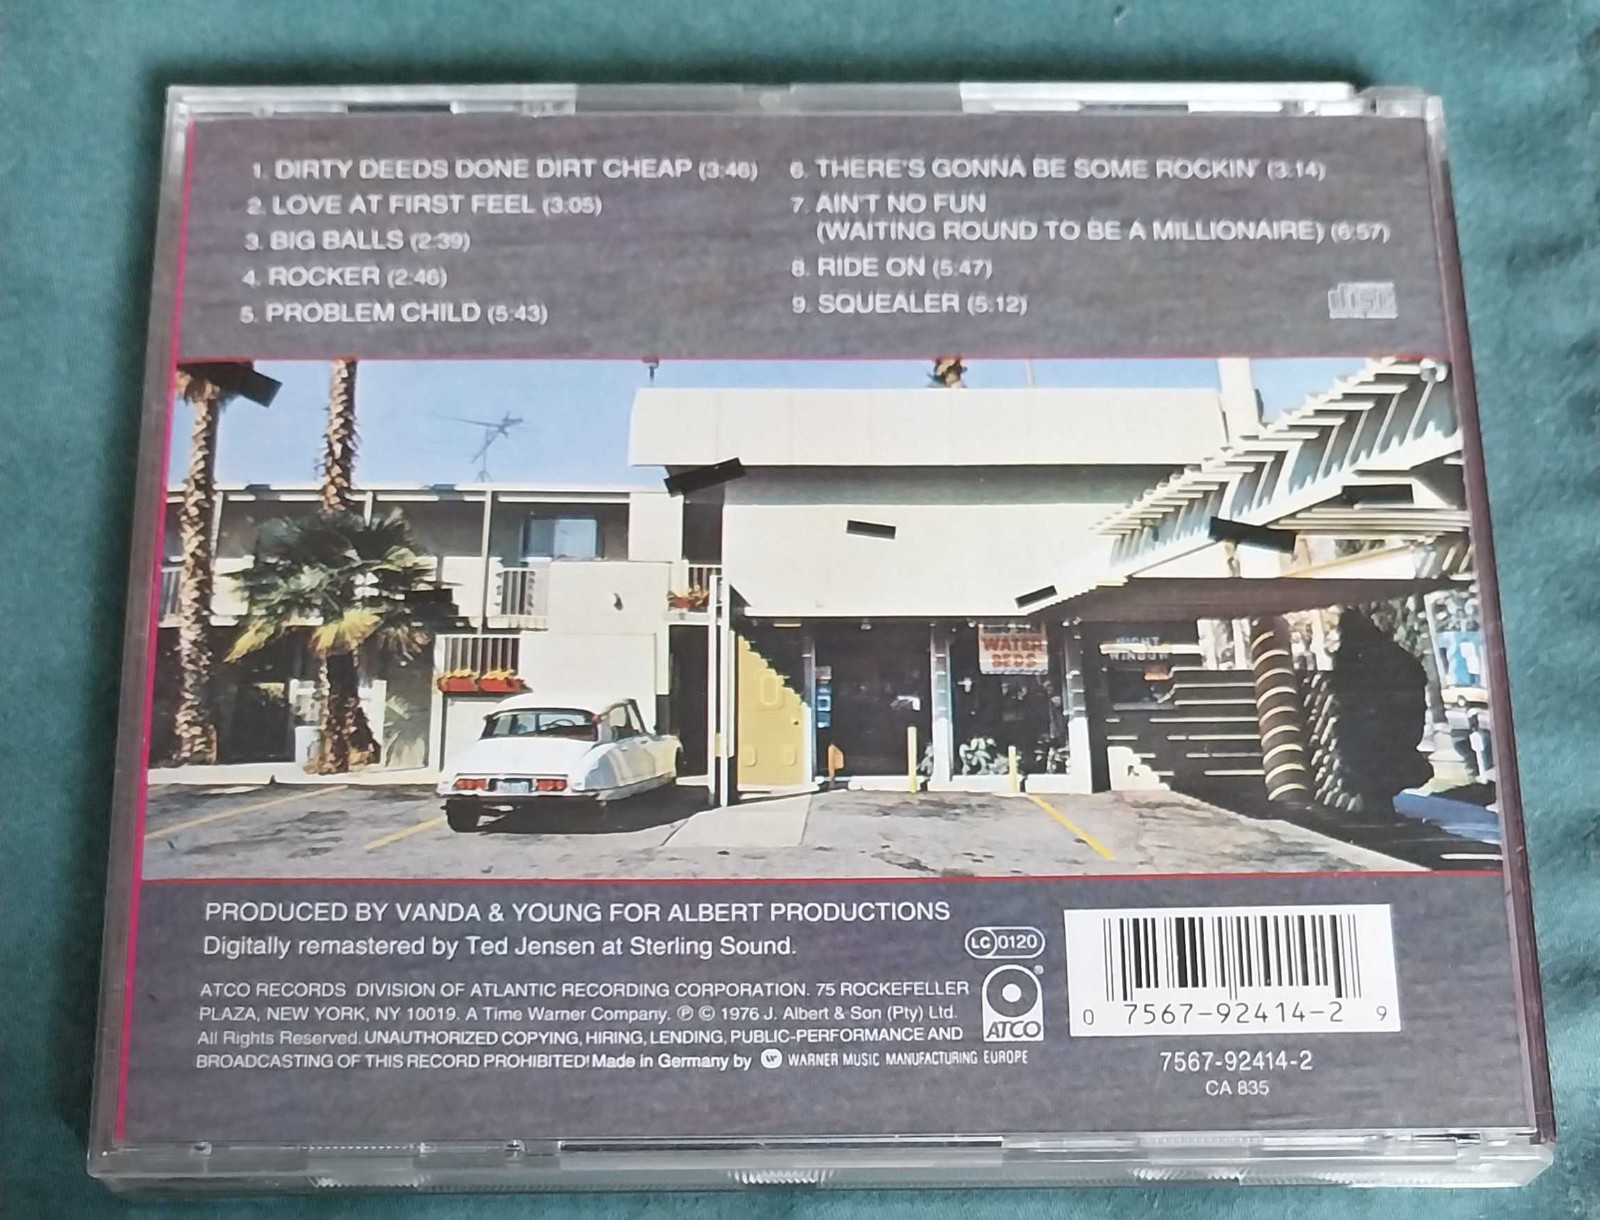 1. DIRTY DEEDS DONE DIRT CHEAP (3:46)
2. LOVE AT FIRST FEEL (3:05)
3. BIG BALLS (2:39)
4. ROCKER (2:46)
5. PROBLEM CHILD (5:43)
6. THERE'S GONNA BE SOME ROCKIN' (3:14)
7. AIN'T NO FUN
(WAITING ROUND TO BE A MILLIONAIRE) (6:57)
8. RIDE ON (5:47)
9. SQUEALER (5:12)
disc
WATER
BEDS
NIGHT
WINDOW
PRODUCED BY VANDA & YOUNG FOR ALBERT PRODUCTIONS
Digitally remastered by Ted Jensen at Sterling Sound.
LC 0120
ATCO RECORDS DIVISION OF ATLANTIC RECORDING CORPORATION. 75 ROCKEFELLER
PLAZA, NEW YORK, NY 10019. A Time Warner Company. ℗ © 1976 J. Albert & Son (Pty) Ltd.
All Rights Reserved. UNAUTHORIZED COPYING, HIRING, LENDING, PUBLIC-PERFORMANCE AND
BROADCASTING OF THIS RECORD PROHIBITED! Made in Germany by WARNER MUSIC MANUFACTURING EUROPE
ATCO®
0 7567-92414-2 9
7567-92414-2
CA 835